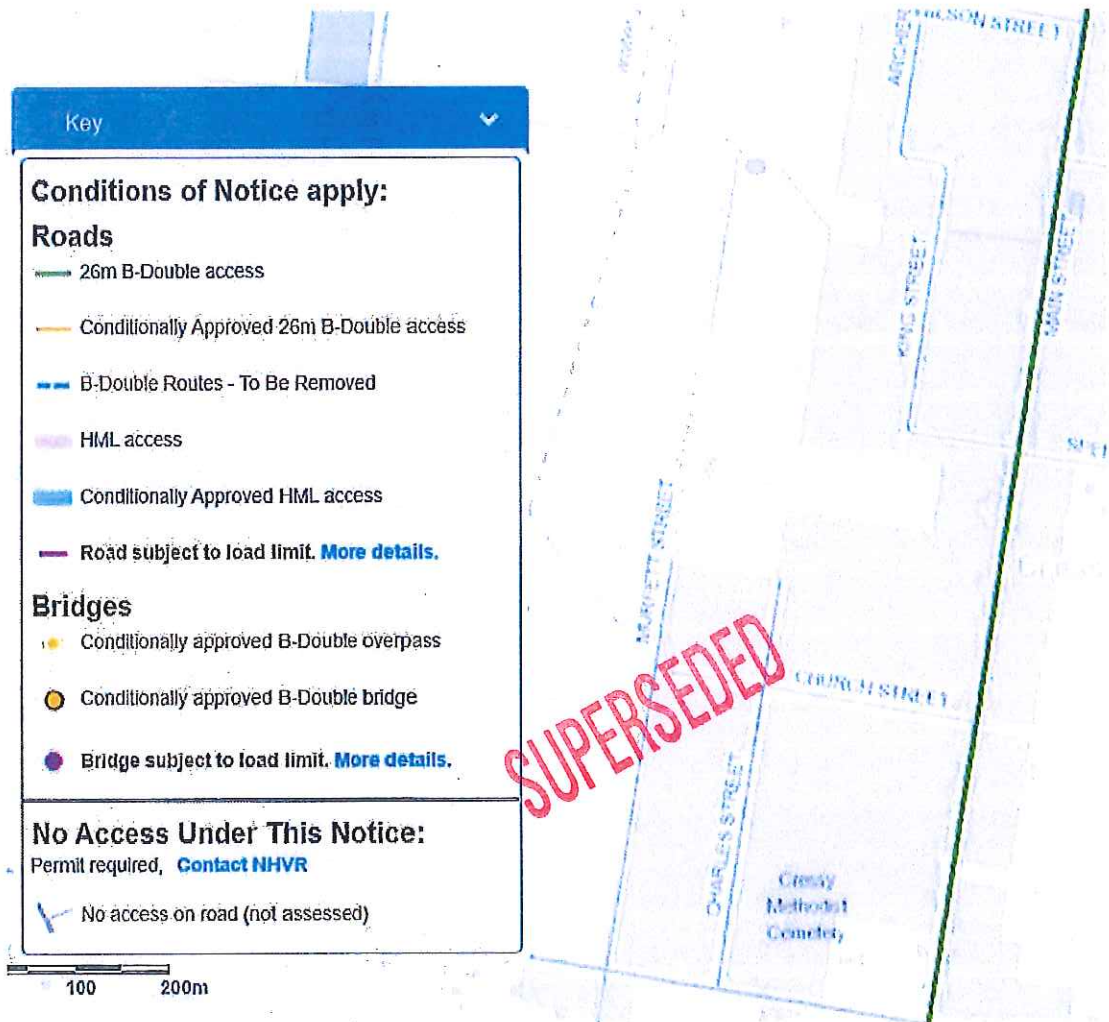 Key
Conditions of Notice apply:
Roads
26m B-Double access
Conditionally Approved 26m B-Double access
B-Double Routes - To Be Removed
HML access
Conditionally Approved HML access
Road subject to load limit. More details.
Bridges
Conditionally approved B-Double overpass
Conditionally approved B-Double bridge
Bridge subject to load limit. More details.
No Access Under This Notice:
Permit required, Contact NHVR
No access on road (not assessed)
100 200m
SUPERSEDED
KING STREET
MAIN STREET
MURFETT STREET
CHURCH STREET
CHARLES STREET
Cressy
Methodist
Cemetery